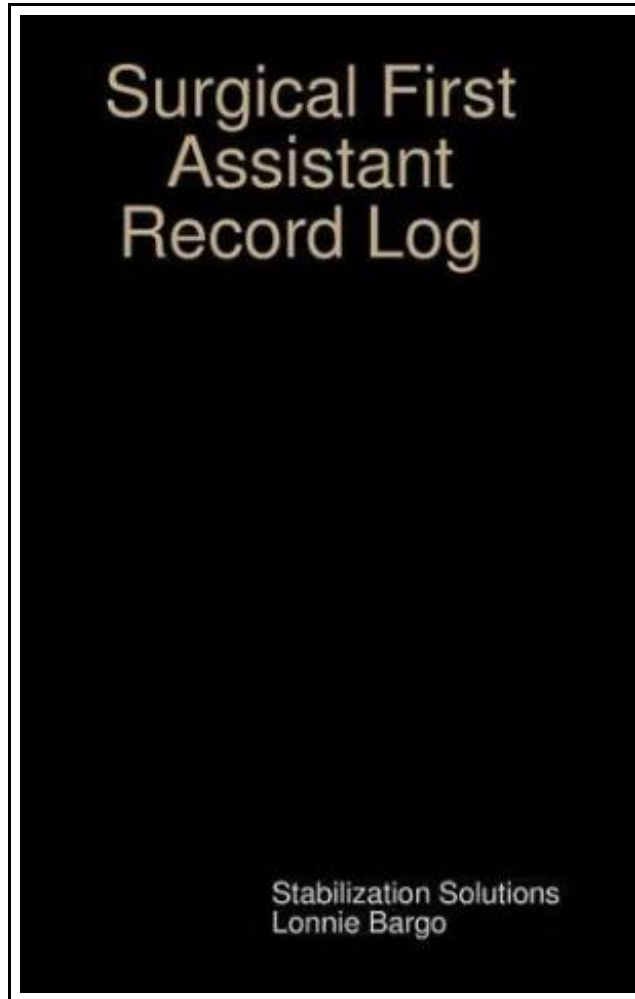 Surgical First
Assistant
Record Log
Stabilization Solutions
Lonnie Bargo